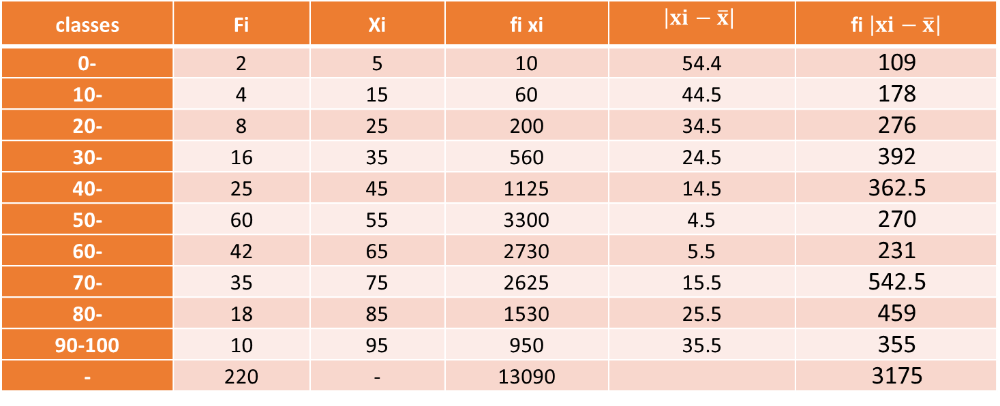 classes Fi Xi fi xi |xi − x̄| fi |xi − x̄|
0- 2 5 10 54.4 109
10- 4 15 60 44.5 178
20- 8 25 200 34.5 276
30- 16 35 560 24.5 392
40- 25 45 1125 14.5 362.5
50- 60 55 3300 4.5 270
60- 42 65 2730 5.5 231
70- 35 75 2625 15.5 542.5
80- 18 85 1530 25.5 459
90-100 10 95 950 35.5 355
- 220 - 13090 3175